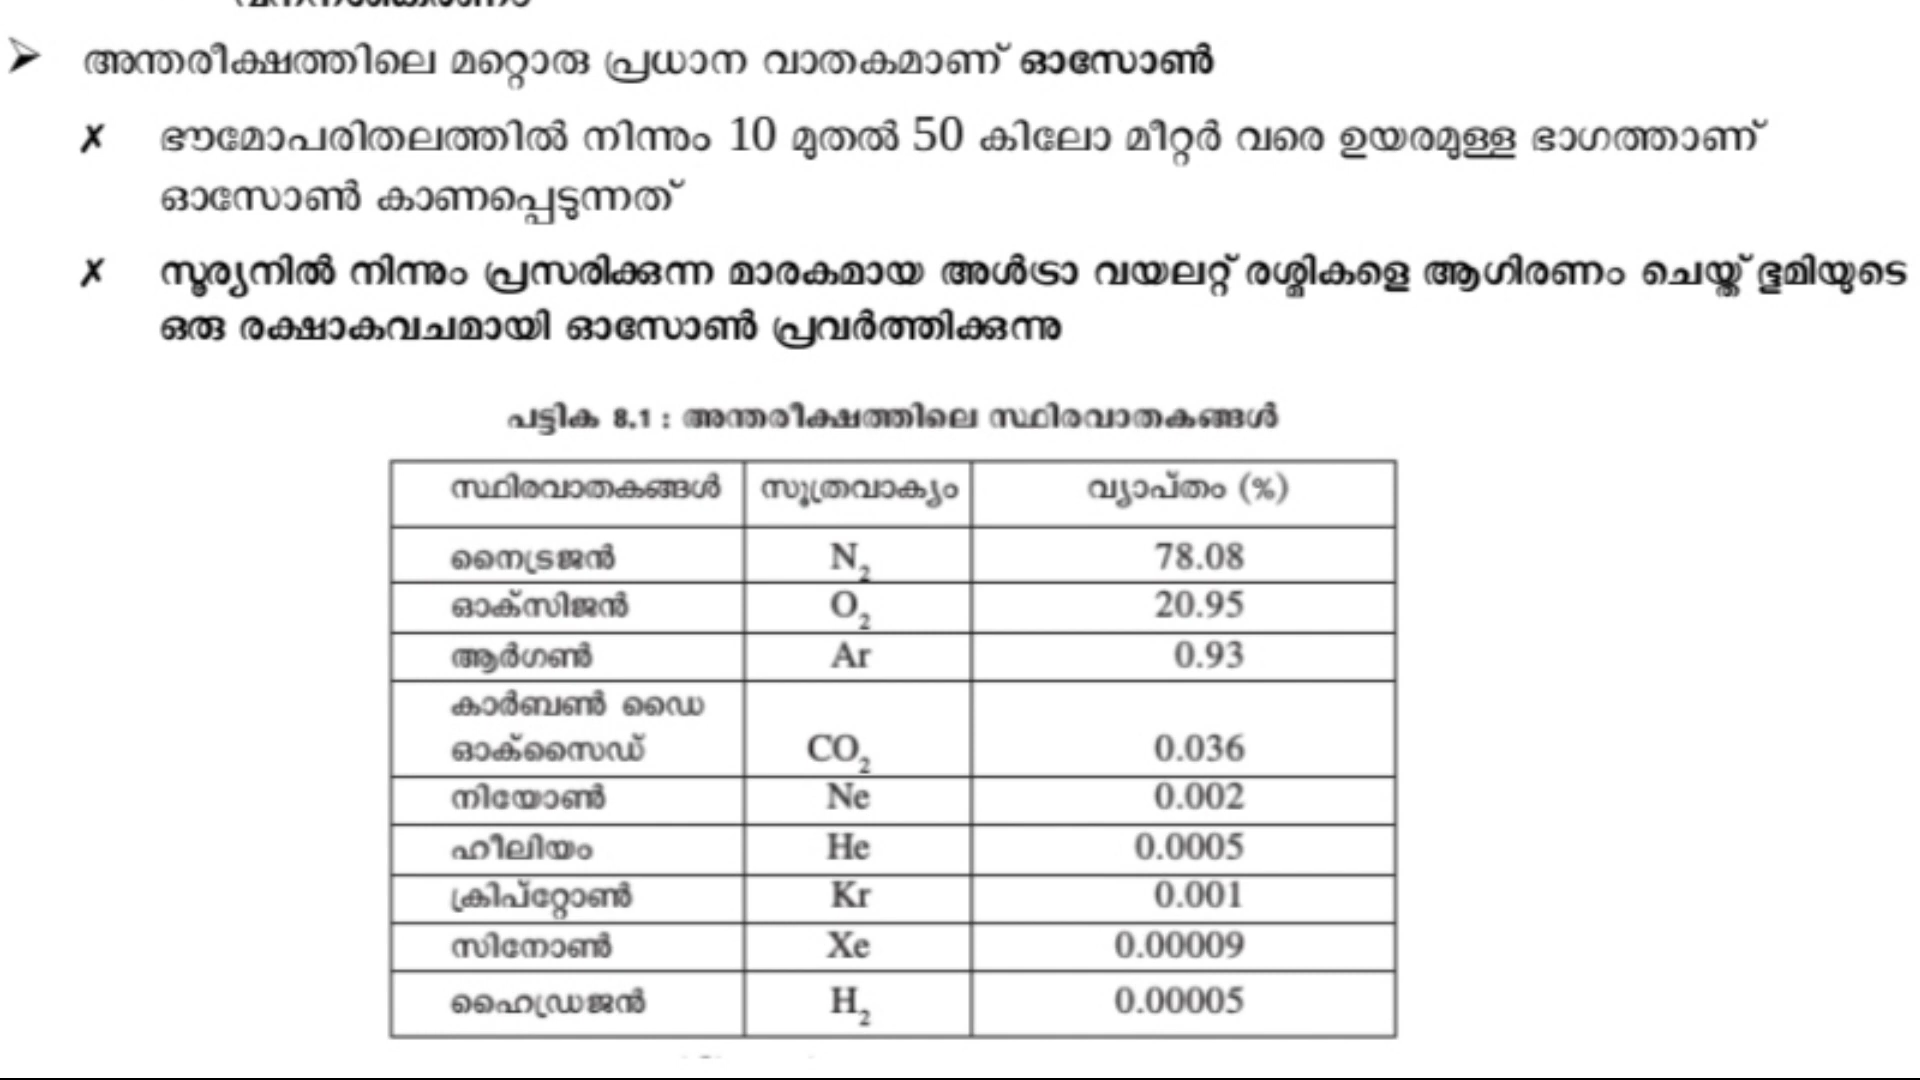 ➢ അന്തരീക്ഷത്തിലെ മറ്റൊരു പ്രധാന വാതകമാണ് ഓസോൺ
✗ ഭൗമോപരിതലത്തിൽ നിന്നും 10 മുതൽ 50 കിലോ മീറ്റർ വരെ ഉയരമുള്ള ഭാഗത്താണ്
ഓസോൺ കാണപ്പെടുന്നത്
✗ സൂര്യനിൽ നിന്നും പ്രസരിക്കുന്ന മാരകമായ അൾട്രാ വയലറ്റ് രശ്മികളെ ആഗിരണം ചെയ്ത് ഭൂമിയുടെ
ഒരു രക്ഷാകവചമായി ഓസോൺ പ്രവർത്തിക്കുന്നു
പട്ടിക 8.1 : അന്തരീക്ഷത്തിലെ സ്ഥിരവാതകങ്ങൾ
സ്ഥിരവാതകങ്ങൾ സൂത്രവാക്യം വ്യാപ്തം (%)
നൈട്രജൻ N₂ 78.08
ഓക്സിജൻ O₂ 20.95
ആർഗൺ Ar 0.93
കാർബൺ ഡൈ
ഓക്സൈഡ് CO₂ 0.036
നിയോൺ Ne 0.002
ഹീലിയം He 0.0005
ക്രിപ്റ്റോൺ Kr 0.001
സിനോൺ Xe 0.00009
ഹൈഡ്രജൻ H₂ 0.00005